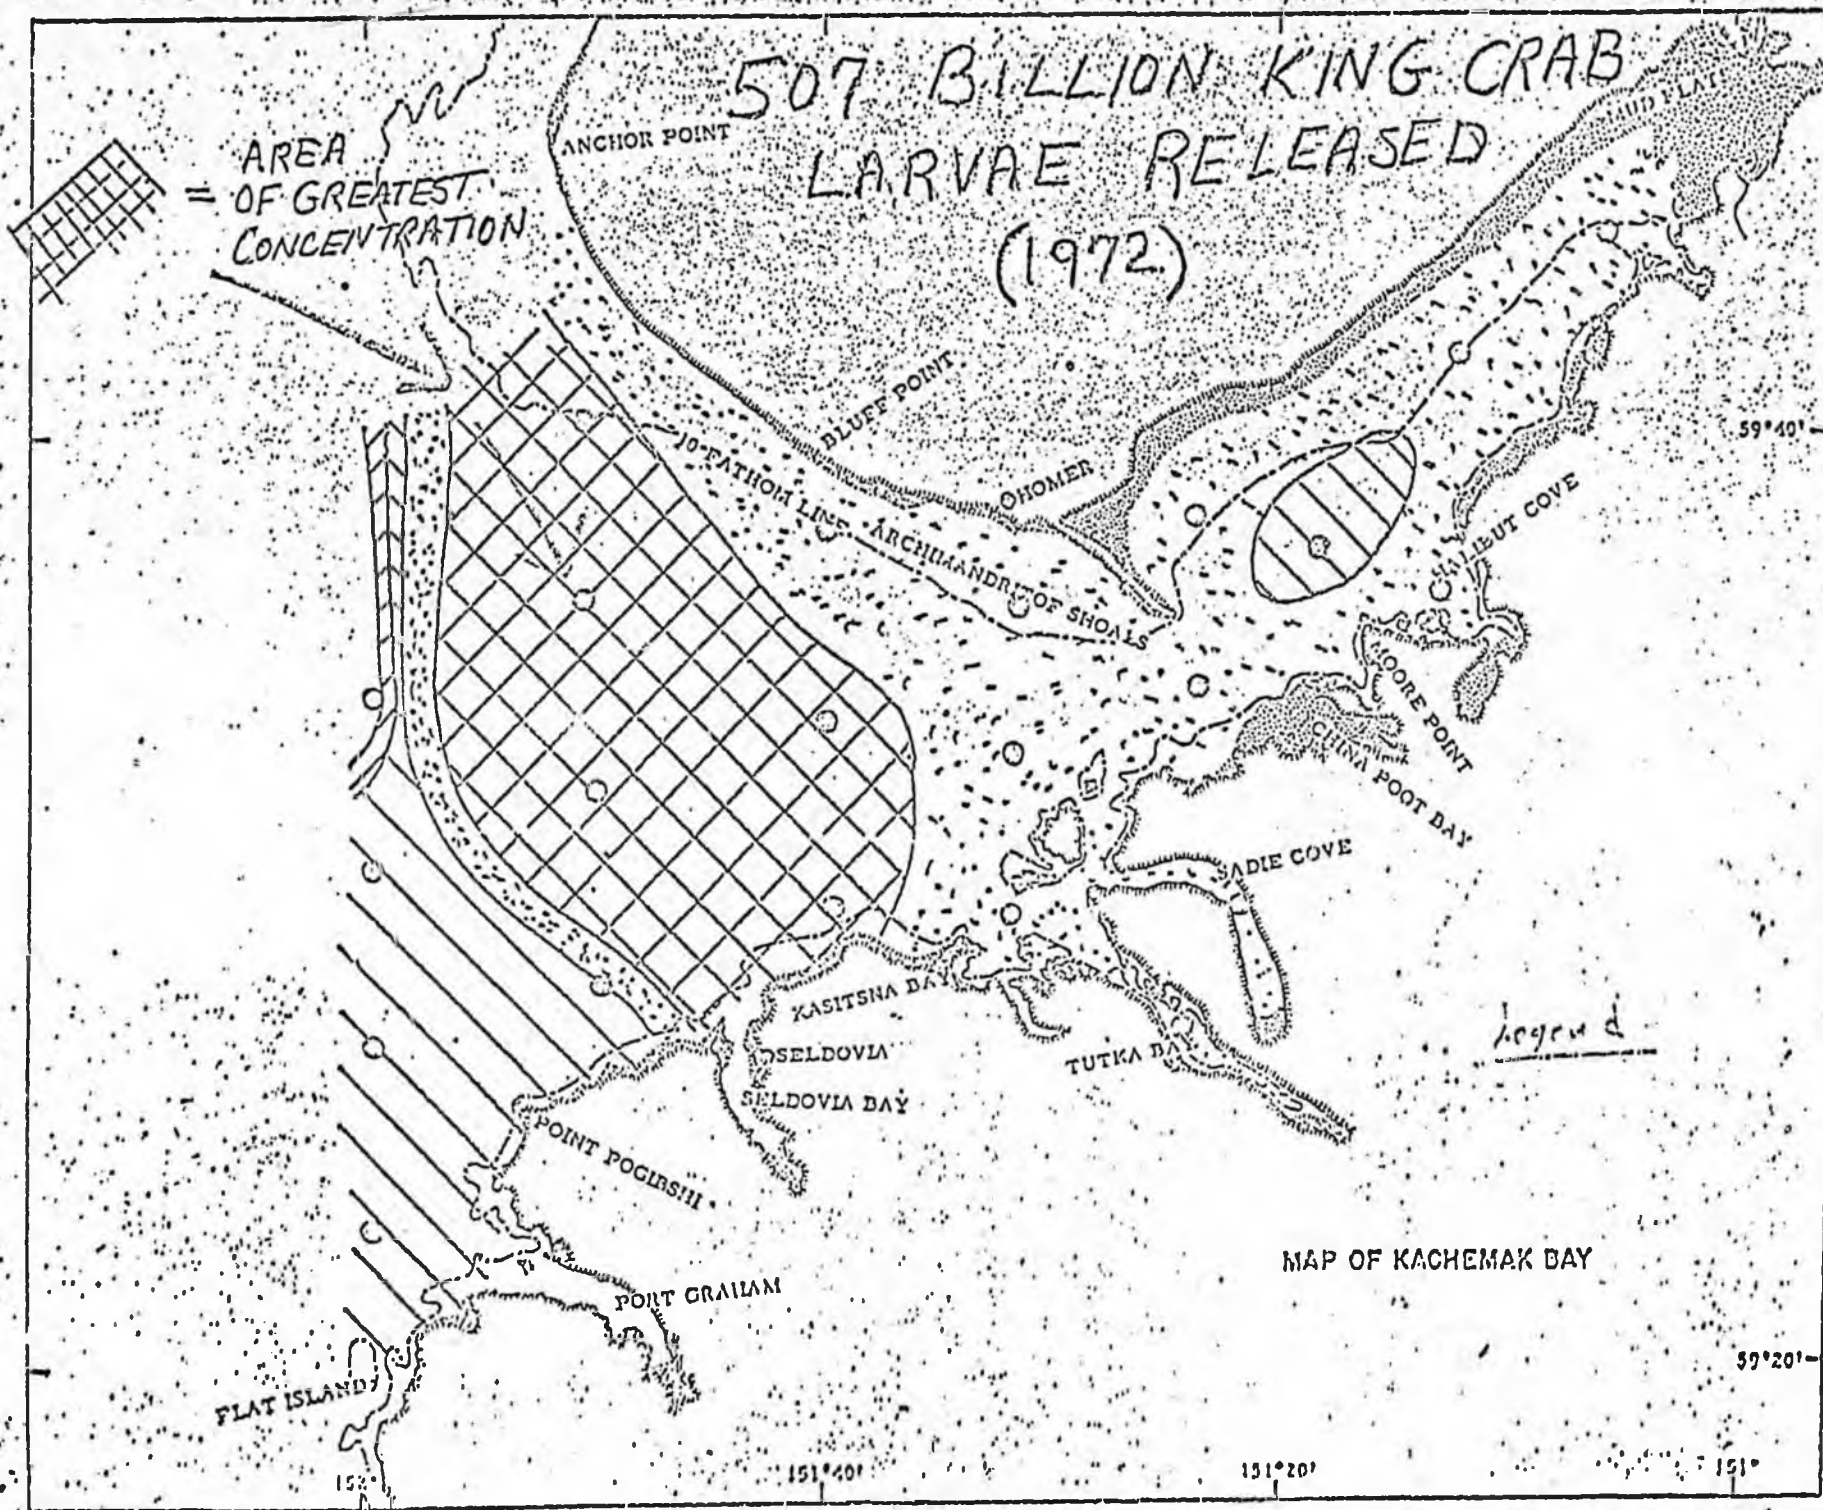 507 BILLION KING CRAB
LARVAE RELEASED
(1972)
= AREA
OF GREATEST
CONCENTRATION
ANCHOR POINT
MUD FLAT
BLUFF POINT
59°40'
HOMER
10-FATHOM LINE
ARCHIMANDRITOF SHOALS
HALIBUT COVE
MOORE POINT
CHINA POOT BAY
SADIE COVE
KASITSNA BAY
SELDOVIA
SELDOVIA BAY
TUTKA BAY
Legend
POINT POGIBSHI
MAP OF KACHEMAK BAY
PORT GRAHAM
59°20'
FLAT ISLAND
152°
151°40'
151°20'
151°